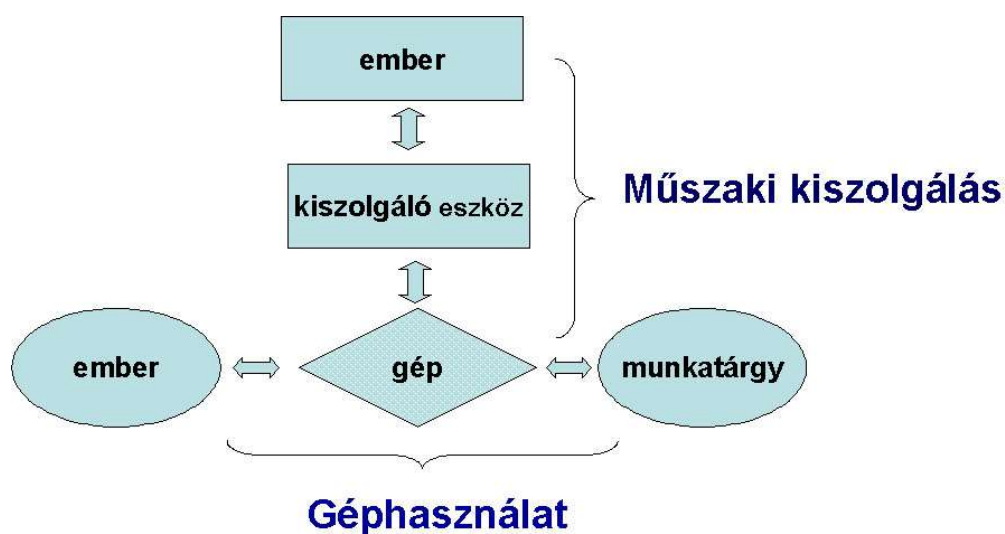 ember
kiszolgáló eszköz
Műszaki kiszolgálás
ember
gép
munkatárgy
Géphasználat